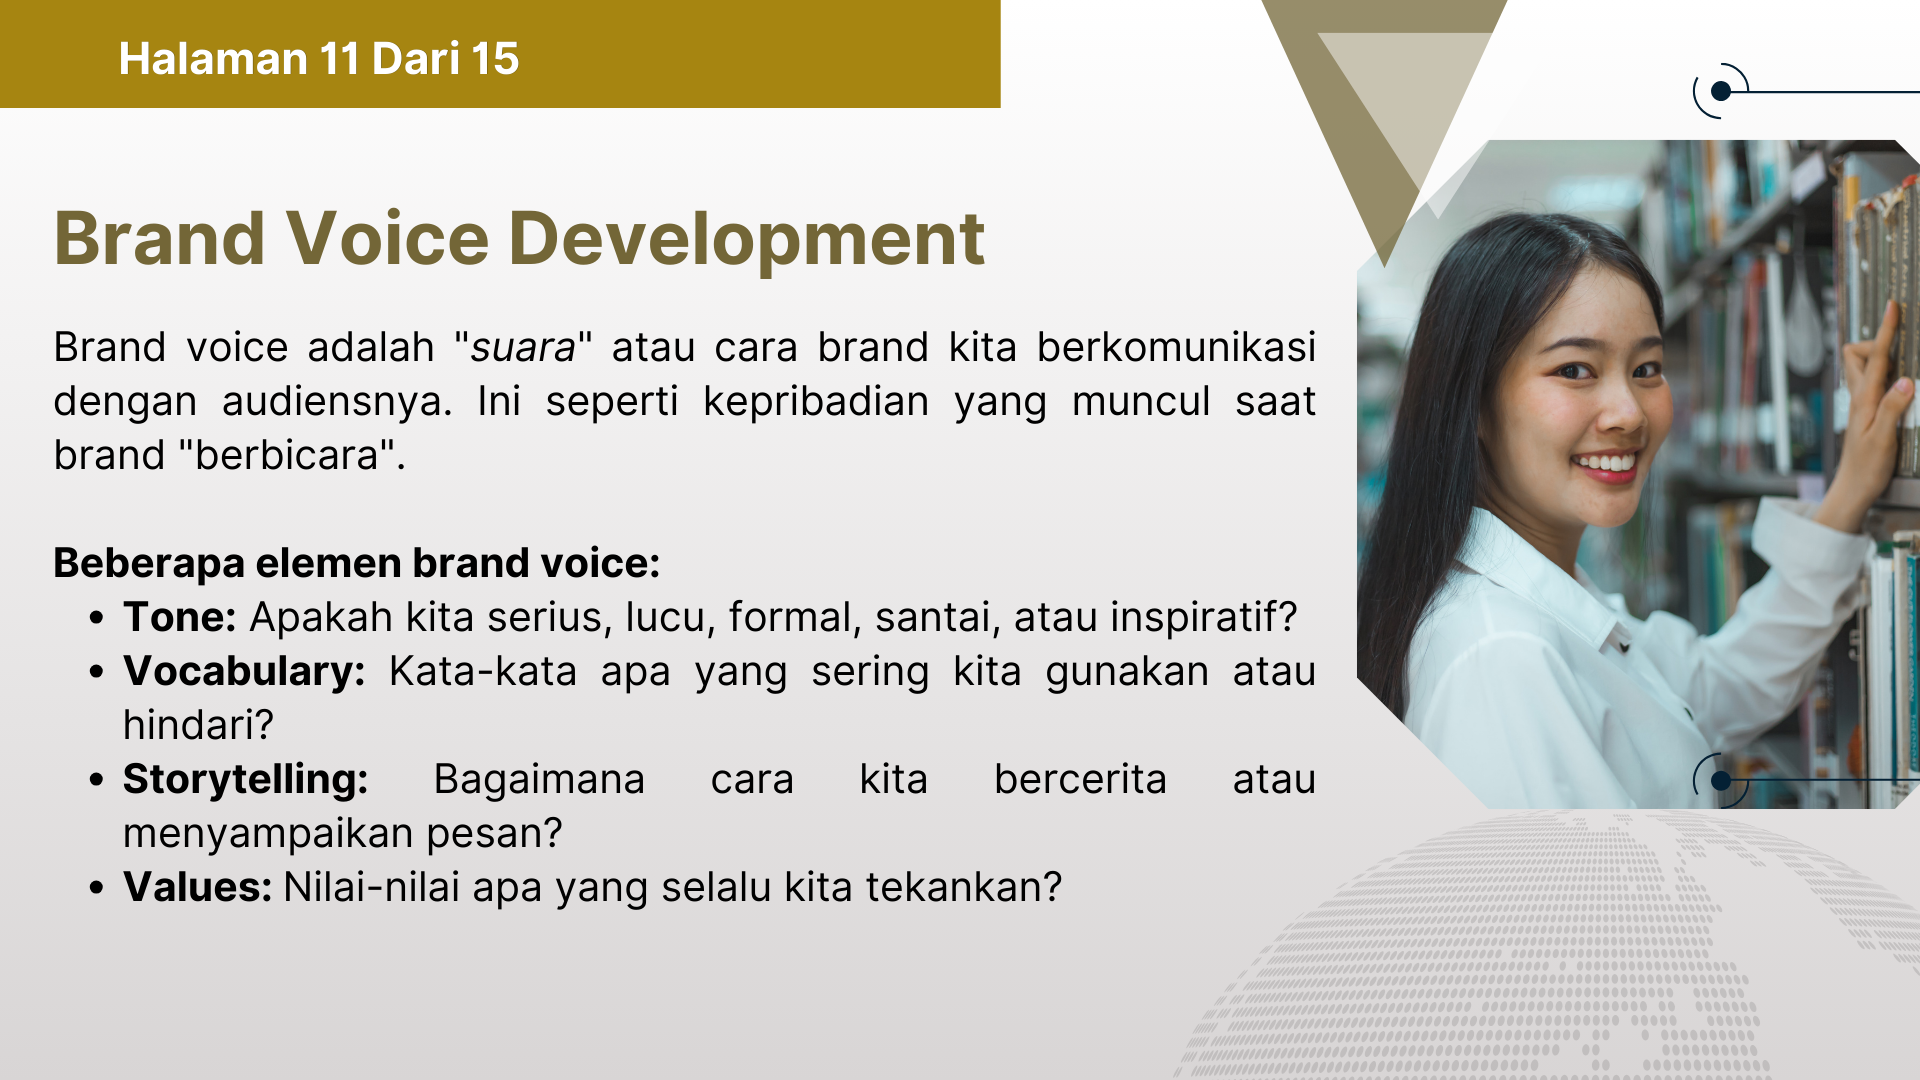 Halaman 11 Dari 15
Brand Voice Development
Brand voice adalah "suara" atau cara brand kita berkomunikasi
dengan audiensnya. Ini seperti kepribadian yang muncul saat
brand "berbicara".
Beberapa elemen brand voice:
• Tone: Apakah kita serius, lucu, formal, santai, atau inspiratif?
• Vocabulary: Kata-kata apa yang sering kita gunakan atau
hindari?
• Storytelling: Bagaimana cara kita bercerita atau
menyampaikan pesan?
• Values: Nilai-nilai apa yang selalu kita tekankan?